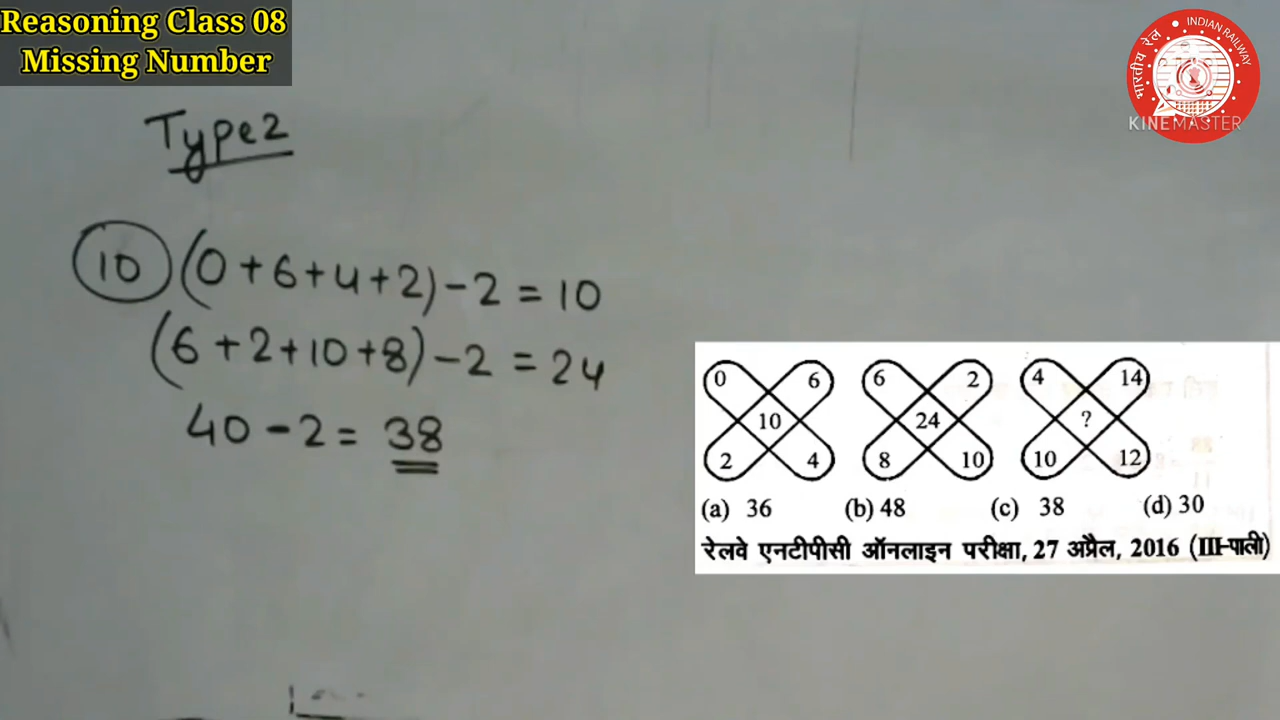 Reasoning Class 08
Missing Number
भारतीय रेल
INDIAN RAILWAY
KINEMASTER
Type 2
10 (0+6+4+2)-2=10
(6+2+10+8)-2=24
40-2=38
0 6 6 2 4 14
10 24 ?
2 4 8 10 10 12
(a) 36 (b) 48 (c) 38 (d) 30
रेलवे एनटीपीसी ऑनलाइन परीक्षा, 27 अप्रैल, 2016 (III-पाली)